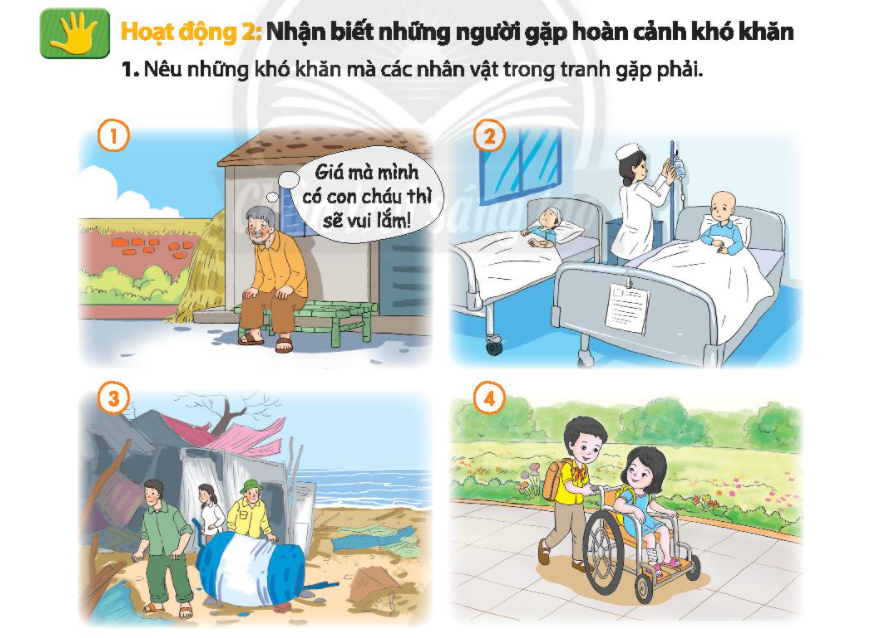 Hoạt động 2: Nhận biết những người gặp hoàn cảnh khó khăn
1. Nêu những khó khăn mà các nhân vật trong tranh gặp phải.
1
Giá mà mình
có con cháu thì
sẽ vui lắm!
2
3
4